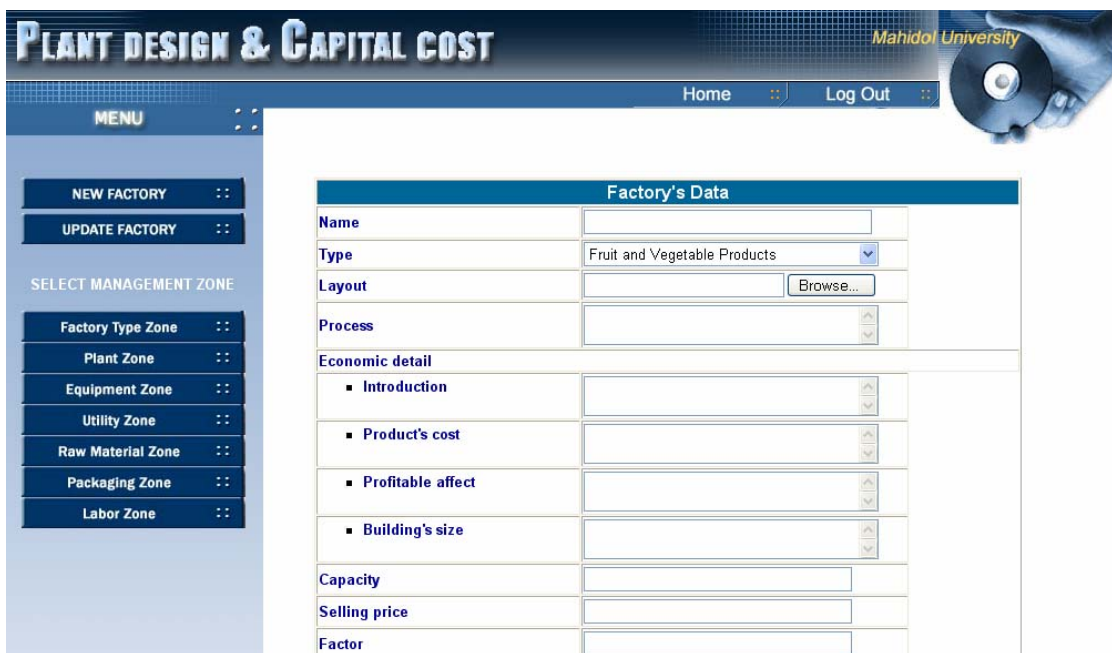 PLANT DESIGN & CAPITAL COST
Mahidol University
Home
Log Out
MENU
NEW FACTORY
UPDATE FACTORY
SELECT MANAGEMENT ZONE
Factory Type Zone
Plant Zone
Equipment Zone
Utility Zone
Raw Material Zone
Packaging Zone
Labor Zone
Factory's Data
Name
Type Fruit and Vegetable Products
Layout Browse...
Process
Economic detail
Introduction
Product's cost
Profitable affect
Building's size
Capacity
Selling price
Factor